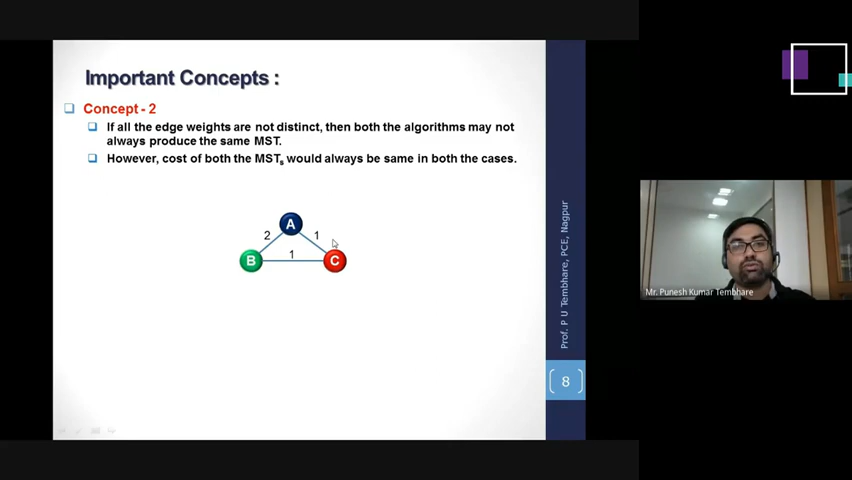 Important Concepts :
Concept - 2
If all the edge weights are not distinct, then both the algorithms may not
always produce the same MST.
However, cost of both the MSTs would always be same in both the cases.
A
2
1
B
1
C
Prof. P U Tembhare, PCE, Nagpur
8
Mr. Punesh Kumar Tembhare